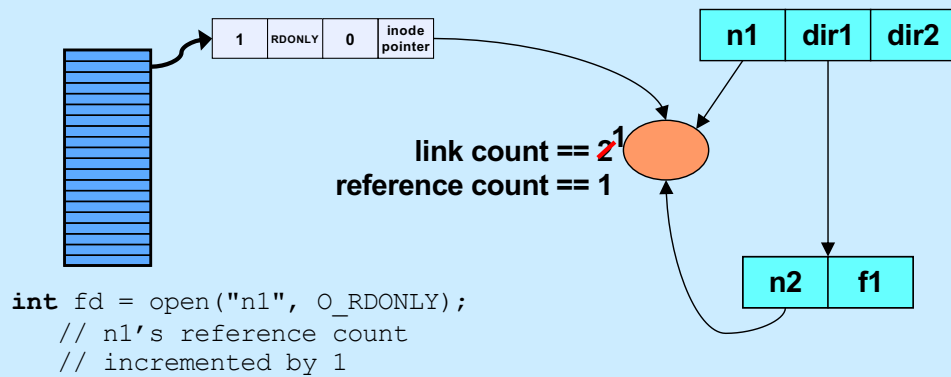 1 RDONLY 0 inode pointer
n1 dir1 dir2
link count == 2 1
reference count == 1
n2 f1
int fd = open("n1", O_RDONLY);
// n1's reference count
// incremented by 1